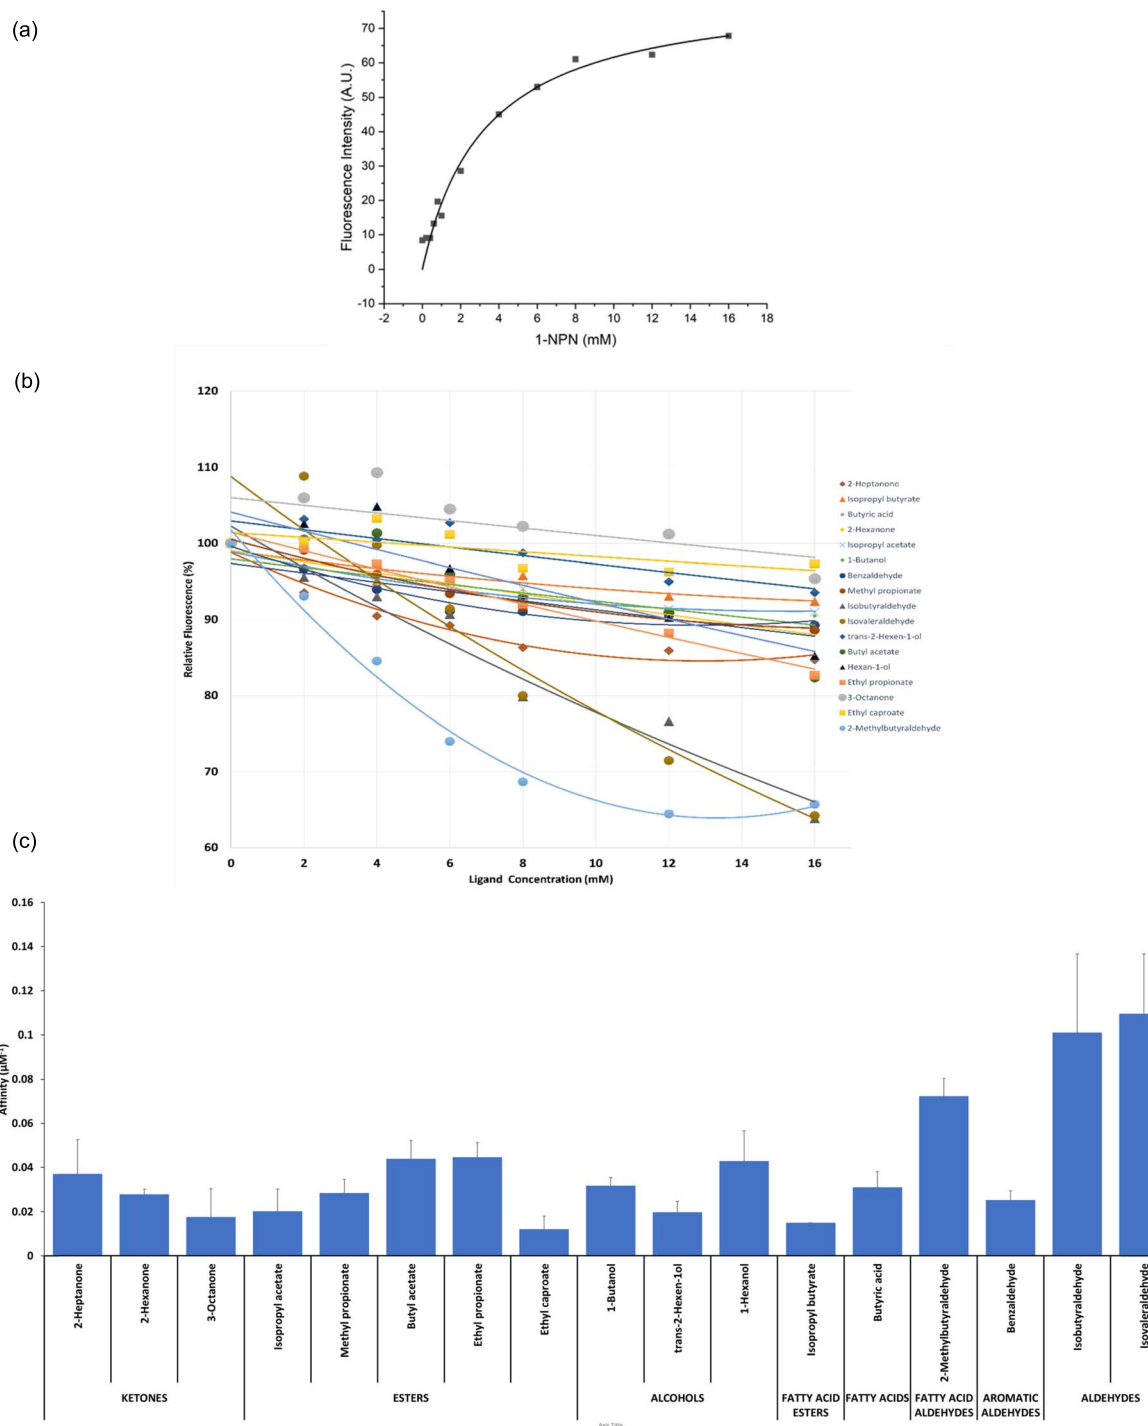 (a)
70
60
50
40
30
20
10
0
-10
Fluorescence Intensity (A.U.)
-2 0 2 4 6 8 10 12 14 16 18
1-NPN (mM)
(b)
120
110
100
90
80
70
60
Relative Fluorescence (%)
0 2 4 6 8 10 12 14 16
Ligand Concentration (mM)
2-Heptanone
Isopropyl butyrate
Butyric acid
2-Hexanone
Isopropyl acetate
1-Butanol
Benzaldehyde
Methyl propionate
Isobutyraldehyde
Isovaleraldehyde
trans-2-Hexen-1-ol
Butyl acetate
Hexan-1-ol
Ethyl propionate
3-Octanone
Ethyl caproate
2-Methylbutyraldehyde
(c)
0.16
0.14
0.12
0.1
0.08
0.06
0.04
0.02
0
Affinity (µM⁻¹)
2-Heptanone
2-Hexanone
3-Octanone
Isopropyl acetate
Methyl propionate
Butyl acetate
Ethyl propionate
Ethyl caproate
1-Butanol
trans-2-Hexen-1ol
1-Hexanol
Isopropyl butyrate
Butyric acid
2-Methylbutyraldehyde
Benzaldehyde
Isobutyraldehyde
Isovaleraldehyde
KETONES
ESTERS
ALCOHOLS
FATTY ACID
ESTERS
FATTY ACIDS
FATTY ACID
ALDEHYDES
AROMATIC
ALDEHYDES
ALDEHYDES
Axis Title